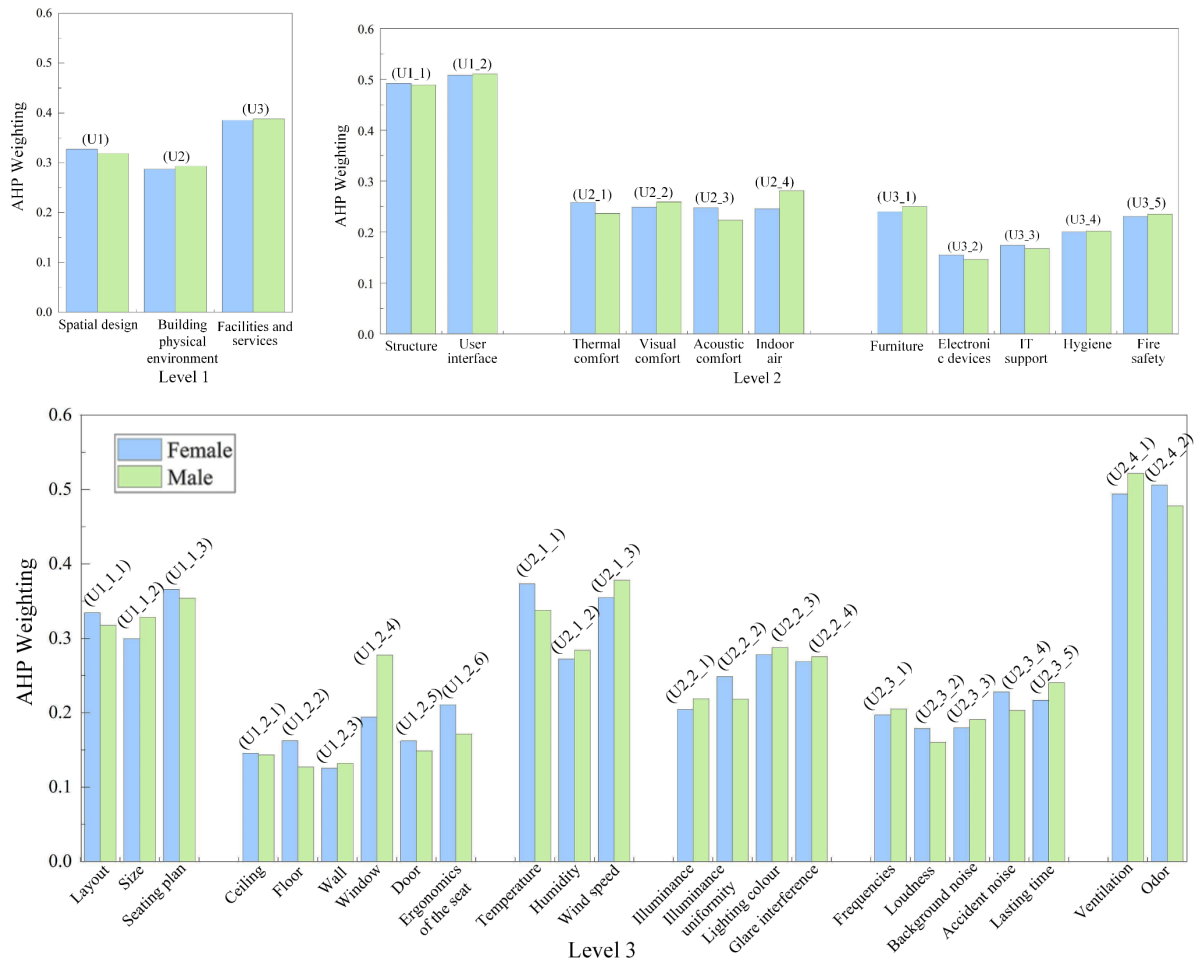 0.6
0.5
0.4
0.3
0.2
0.1
0.0
AHP Weighting
(U1)
(U2)
(U3)
Spatial design
Building
physical
environment
Facilities and
services
Level 1
0.6
0.5
0.4
0.3
0.2
0.1
0.0
AHP Weighting
(U1_1)
(U1_2)
(U2_1)
(U2_2)
(U2_3)
(U2_4)
(U3_1)
(U3_2)
(U3_3)
(U3_4)
(U3_5)
Structure
User
interface
Thermal
comfort
Visual
comfort
Acoustic
comfort
Indoor
air
Furniture
Electroni
c devices
IT
support
Hygiene
Fire
safety
Level 2
0.6
0.5
0.4
0.3
0.2
0.1
0.0
AHP Weighting
Female
Male
(U1_1_1)
(U1_1_2)
(U1_1_3)
(U1_2_1)
(U1_2_2)
(U1_2_3)
(U1_2_4)
(U1_2_5)
(U1_2_6)
(U2_1_1)
(U2_1_2)
(U2_1_3)
(U2_2_1)
(U2_2_2)
(U2_2_3)
(U2_2_4)
(U2_3_1)
(U2_3_2)
(U2_3_3)
(U2_3_4)
(U2_3_5)
(U2_4_1)
(U2_4_2)
Layout
Size
Seating plan
Ceiling
Floor
Wall
Window
Door
Ergonomics
of the seat
Temperature
Humidity
Wind speed
Illuminance
Illuminance
uniformity
Lighting colour
Glare interference
Frequencies
Loudness
Background noise
Accident noise
Lasting time
Ventilation
Odor
Level 3